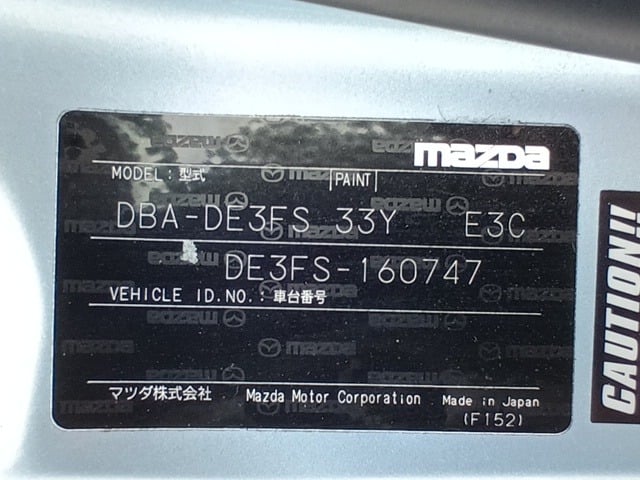 mazda
MODEL:型式 PAINT
DBA-DE3FS 33Y E3C
DE3FS-160747
VEHICLE ID.NO.:車台番号
マツダ株式会社 Mazda Motor Corporation Made in Japan
(F152)
CAUTION!!